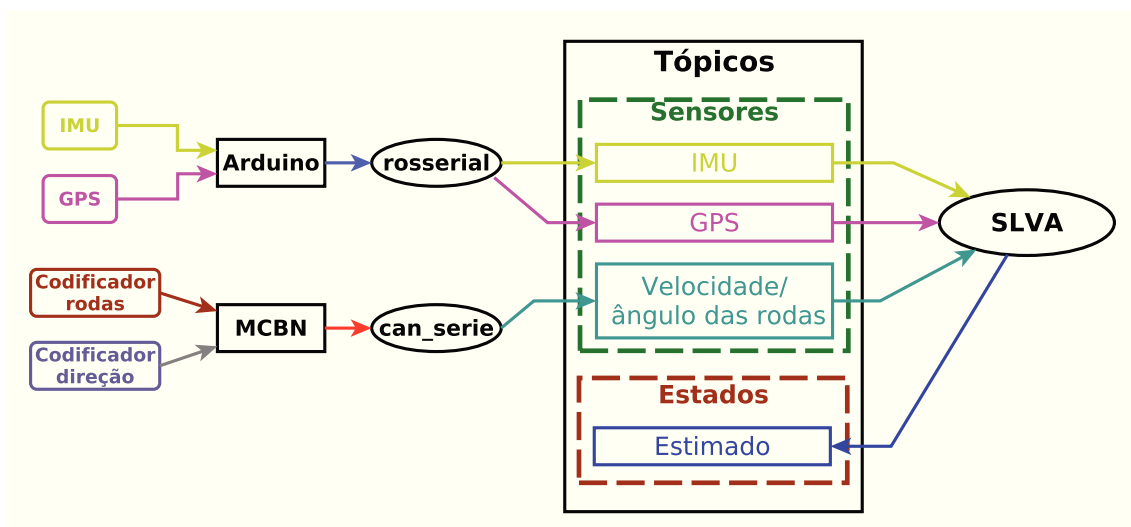 IMU
GPS
Codificador
rodas
Codificador
direção
Arduino
MCBN
rosserial
can_serie
Tópicos
Sensores
IMU
GPS
Velocidade/
ângulo das rodas
Estados
Estimado
SLVA